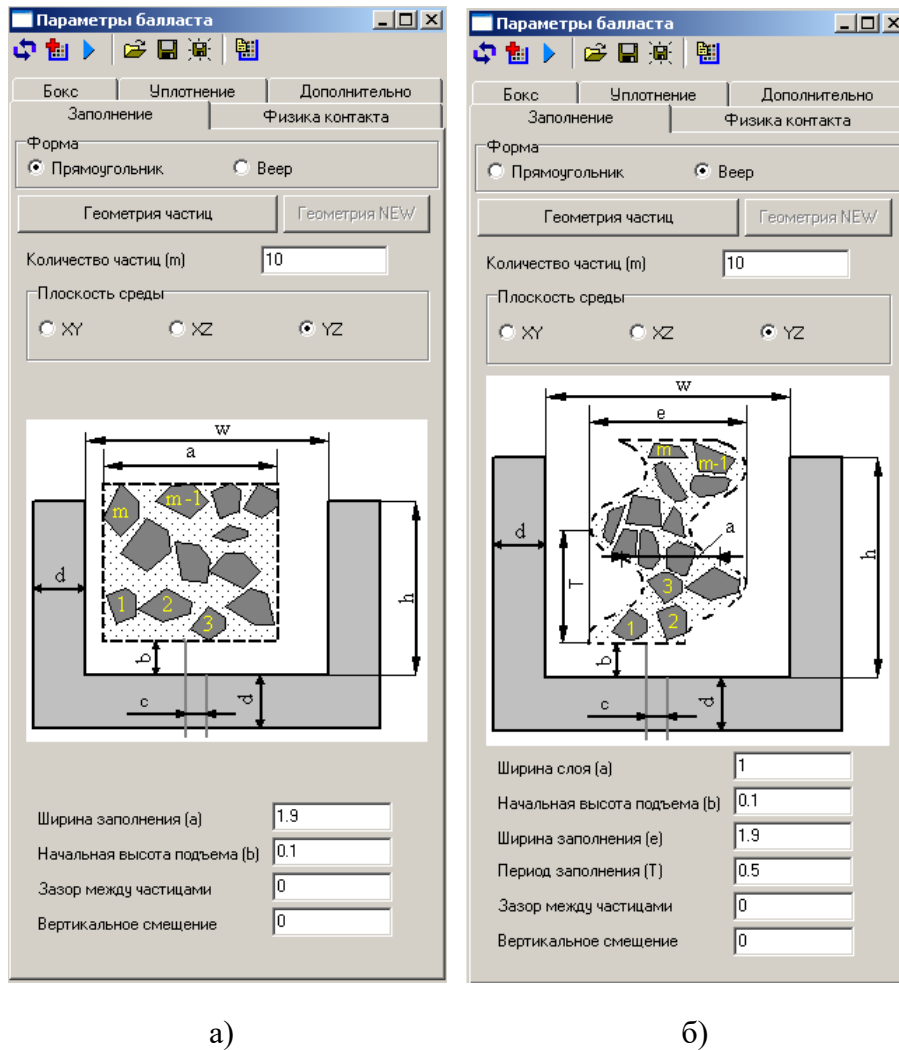 Параметры балласта
Бокс Уплотнение Дополнительно
Заполнение Физика контакта
Форма
Прямоугольник Веер
Геометрия частиц Геометрия NEW
Количество частиц (m) 10
Плоскость среды
XY XZ YZ
w
a
m m-1
d h
1 2 3
b
c d
Ширина заполнения (a) 1.9
Начальная высота подъема (b) 0.1
Зазор между частицами 0
Вертикальное смещение 0
а)
Параметры балласта
Бокс Уплотнение Дополнительно
Заполнение Физика контакта
Форма
Прямоугольник Веер
Геометрия частиц Геометрия NEW
Количество частиц (m) 10
Плоскость среды
XY XZ YZ
w
e
m m-1
d a h
T
3
1 2
b
c d
Ширина слоя (a) 1
Начальная высота подъема (b) 0.1
Ширина заполнения (e) 1.9
Период заполнения (T) 0.5
Зазор между частицами 0
Вертикальное смещение 0
б)